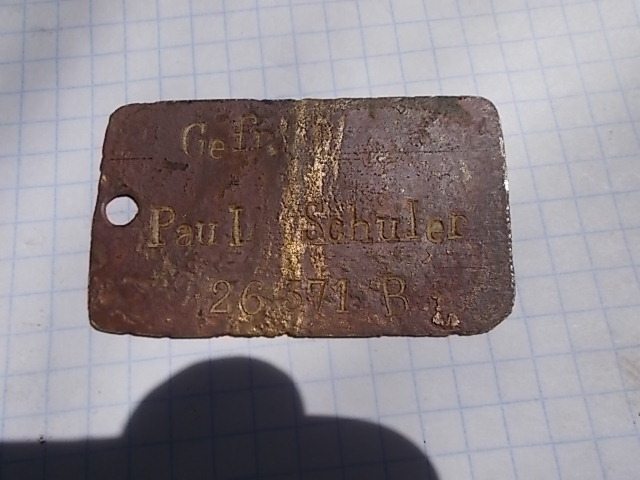 Gefr.
Paul Schuler
26571 R